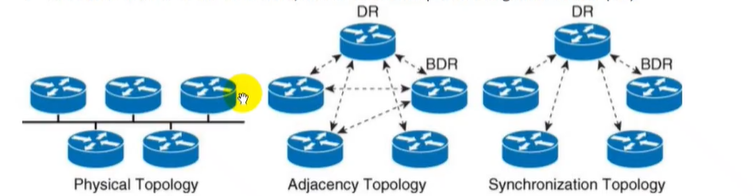 DR
BDR
DR
BDR
Physical Topology
Adjacency Topology
Synchronization Topology